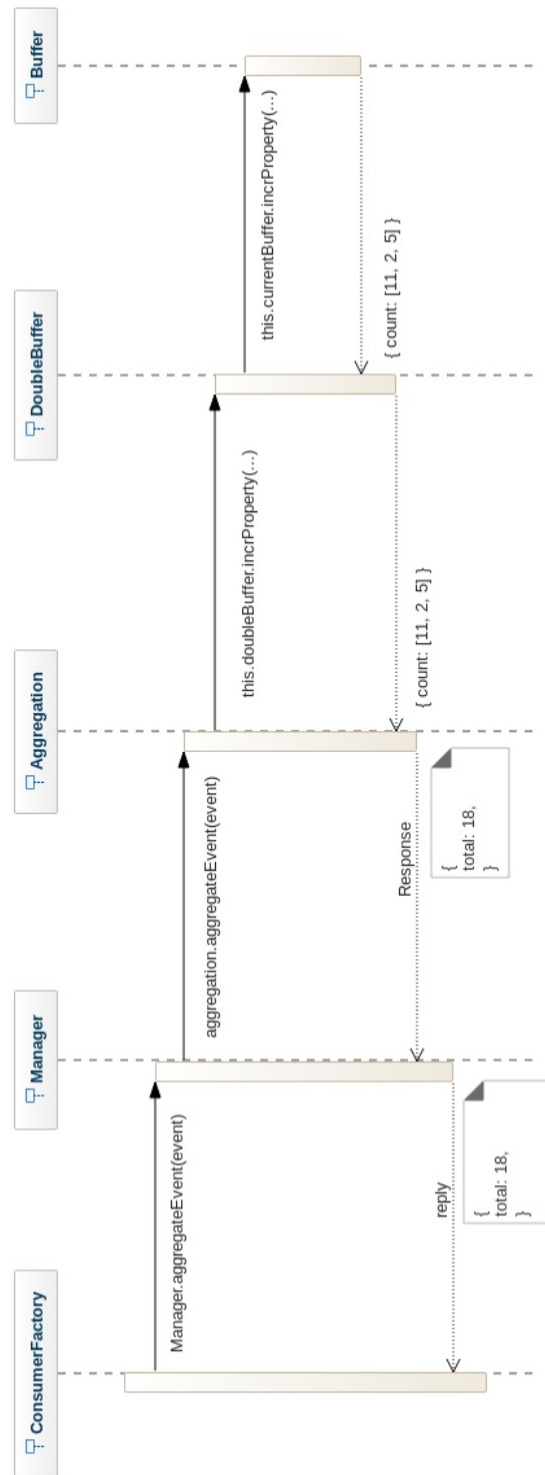 ConsumerFactory
Manager
Aggregation
DoubleBuffer
Buffer
Manager.aggregateEvent(event)
aggregation.aggregateEvent(event)
this.doubleBuffer.incrProperty(...)
this.currentBuffer.incrProperty(...)
{ count: [11, 2, 5] }
{ count: [11, 2, 5] }
Response
{
total: 18,
}
reply
{
total: 18,
}